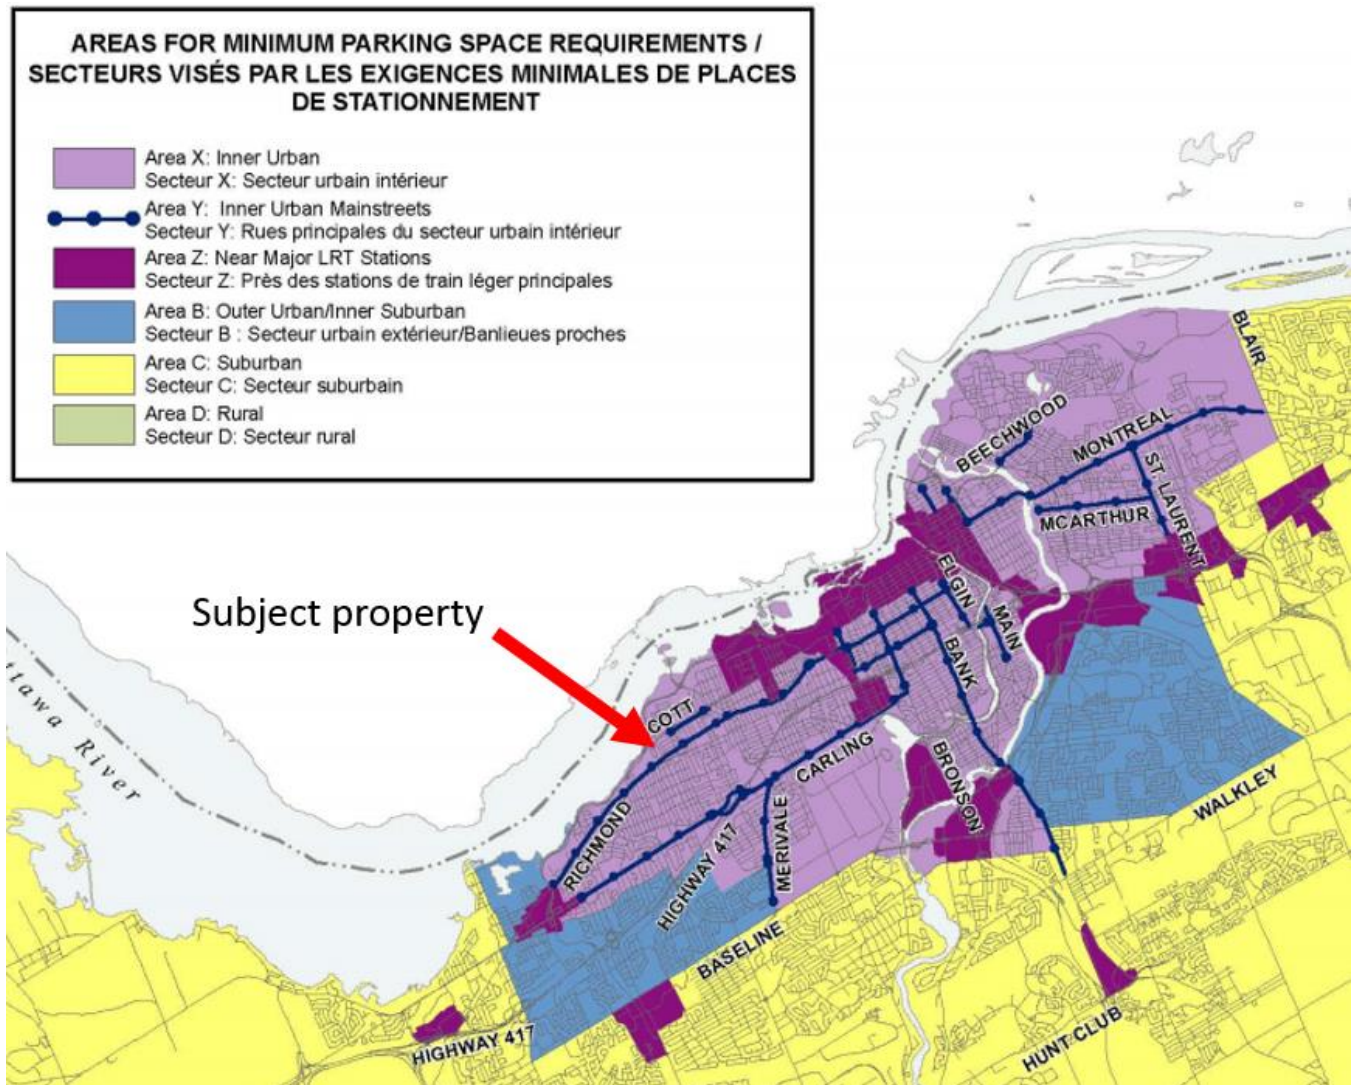 AREAS FOR MINIMUM PARKING SPACE REQUIREMENTS /
SECTEURS VISÉS PAR LES EXIGENCES MINIMALES DE PLACES
DE STATIONNEMENT
Area X: Inner Urban
Secteur X: Secteur urbain intérieur
Area Y: Inner Urban Mainstreets
Secteur Y: Rues principales du secteur urbain intérieur
Area Z: Near Major LRT Stations
Secteur Z: Près des stations de train léger principales
Area B: Outer Urban/Inner Suburban
Secteur B : Secteur urbain extérieur/Banlieues proches
Area C: Suburban
Secteur C: Secteur suburbain
Area D: Rural
Secteur D: Secteur rural
BLAIR
BEECHWOOD
MONTREAL
ST. LAURENT
MCARTHUR
ELGIN
MAIN
Subject property
BANK
COTT
CARLING
BRONSON
ttawa River
RICHMOND
MERIVALE
HIGHWAY 417
WALKLEY
BASELINE
HIGHWAY 417
HUNT CLUB